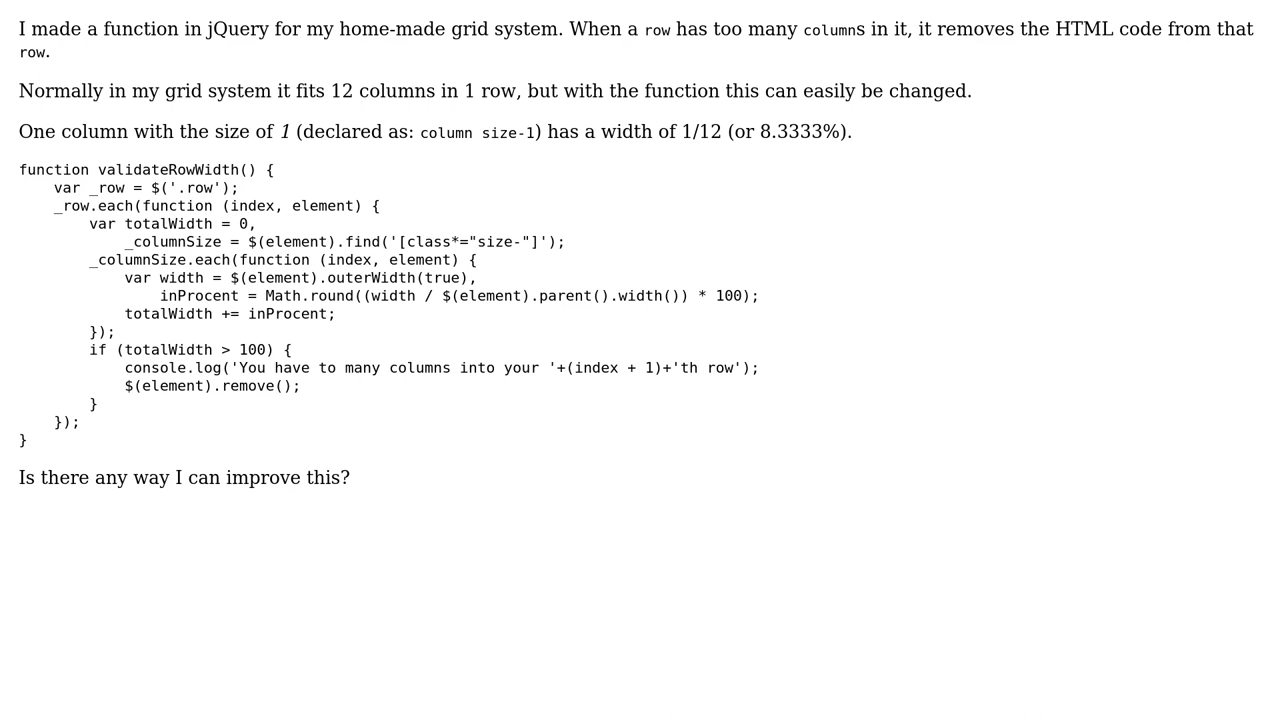 I made a function in jQuery for my home-made grid system. When a row has too many columns in it, it removes the HTML code from that
row.
Normally in my grid system it fits 12 columns in 1 row, but with the function this can easily be changed.
One column with the size of 1 (declared as: column size-1) has a width of 1/12 (or 8.3333%).
function validateRowWidth() {
    var _row = $('.row');
    _row.each(function (index, element) {
        var totalWidth = 0,
            _columnSize = $(element).find('[class*="size-"]');
        _columnSize.each(function (index, element) {
            var width = $(element).outerWidth(true),
                inProcent = Math.round((width / $(element).parent().width()) * 100);
            totalWidth += inProcent;
        });
        if (totalWidth > 100) {
            console.log('You have to many columns into your '+(index + 1)+'th row');
            $(element).remove();
        }
    });
}
Is there any way I can improve this?